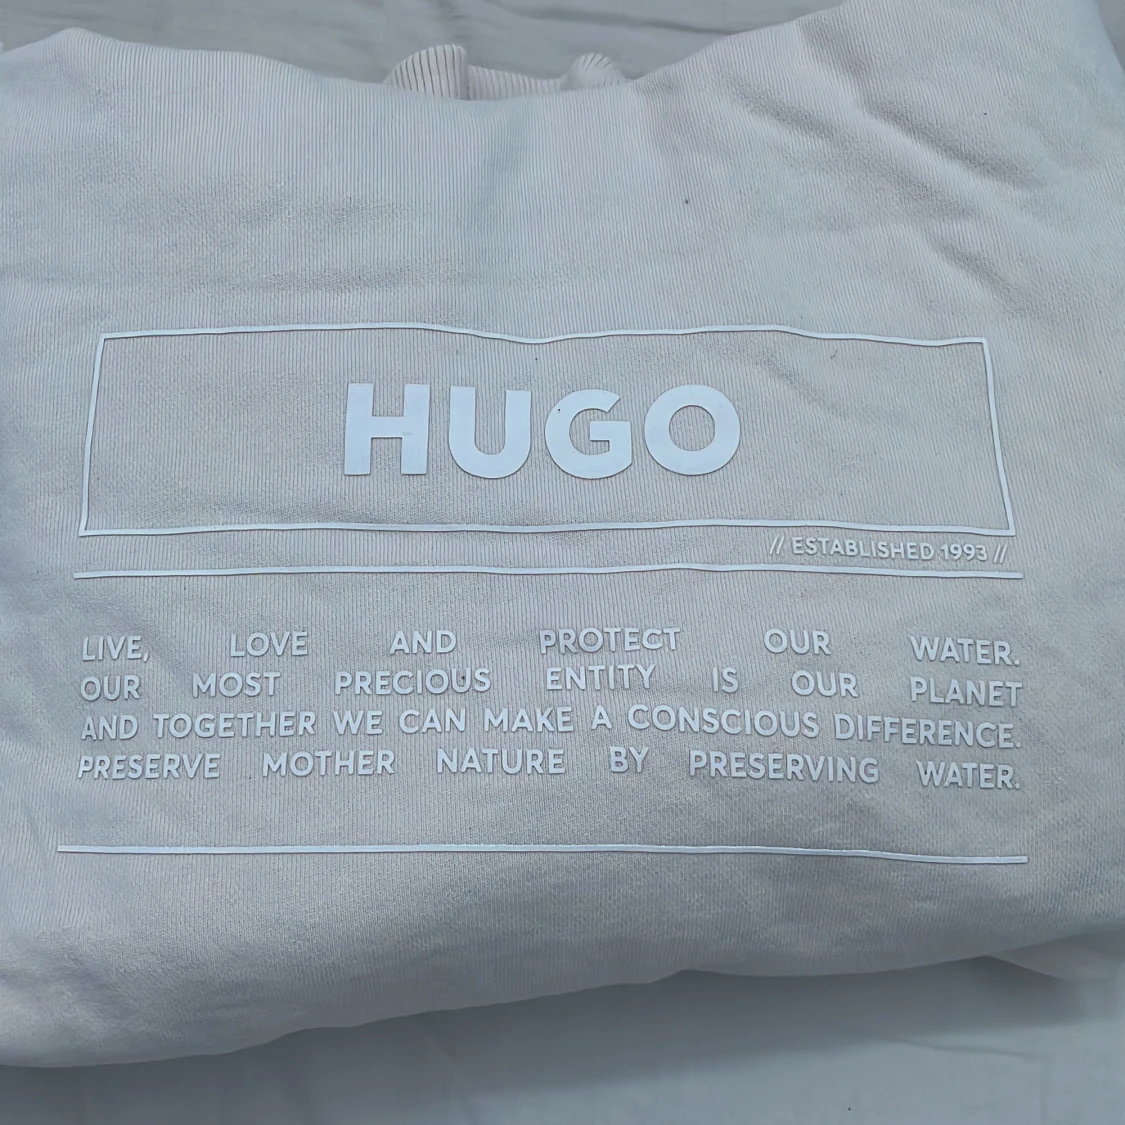 HUGO
// ESTABLISHED 1993 //
LIVE, LOVE AND PROTECT OUR WATER.
OUR MOST PRECIOUS ENTITY IS OUR PLANET
AND TOGETHER WE CAN MAKE A CONSCIOUS DIFFERENCE.
PRESERVE MOTHER NATURE BY PRESERVING WATER.